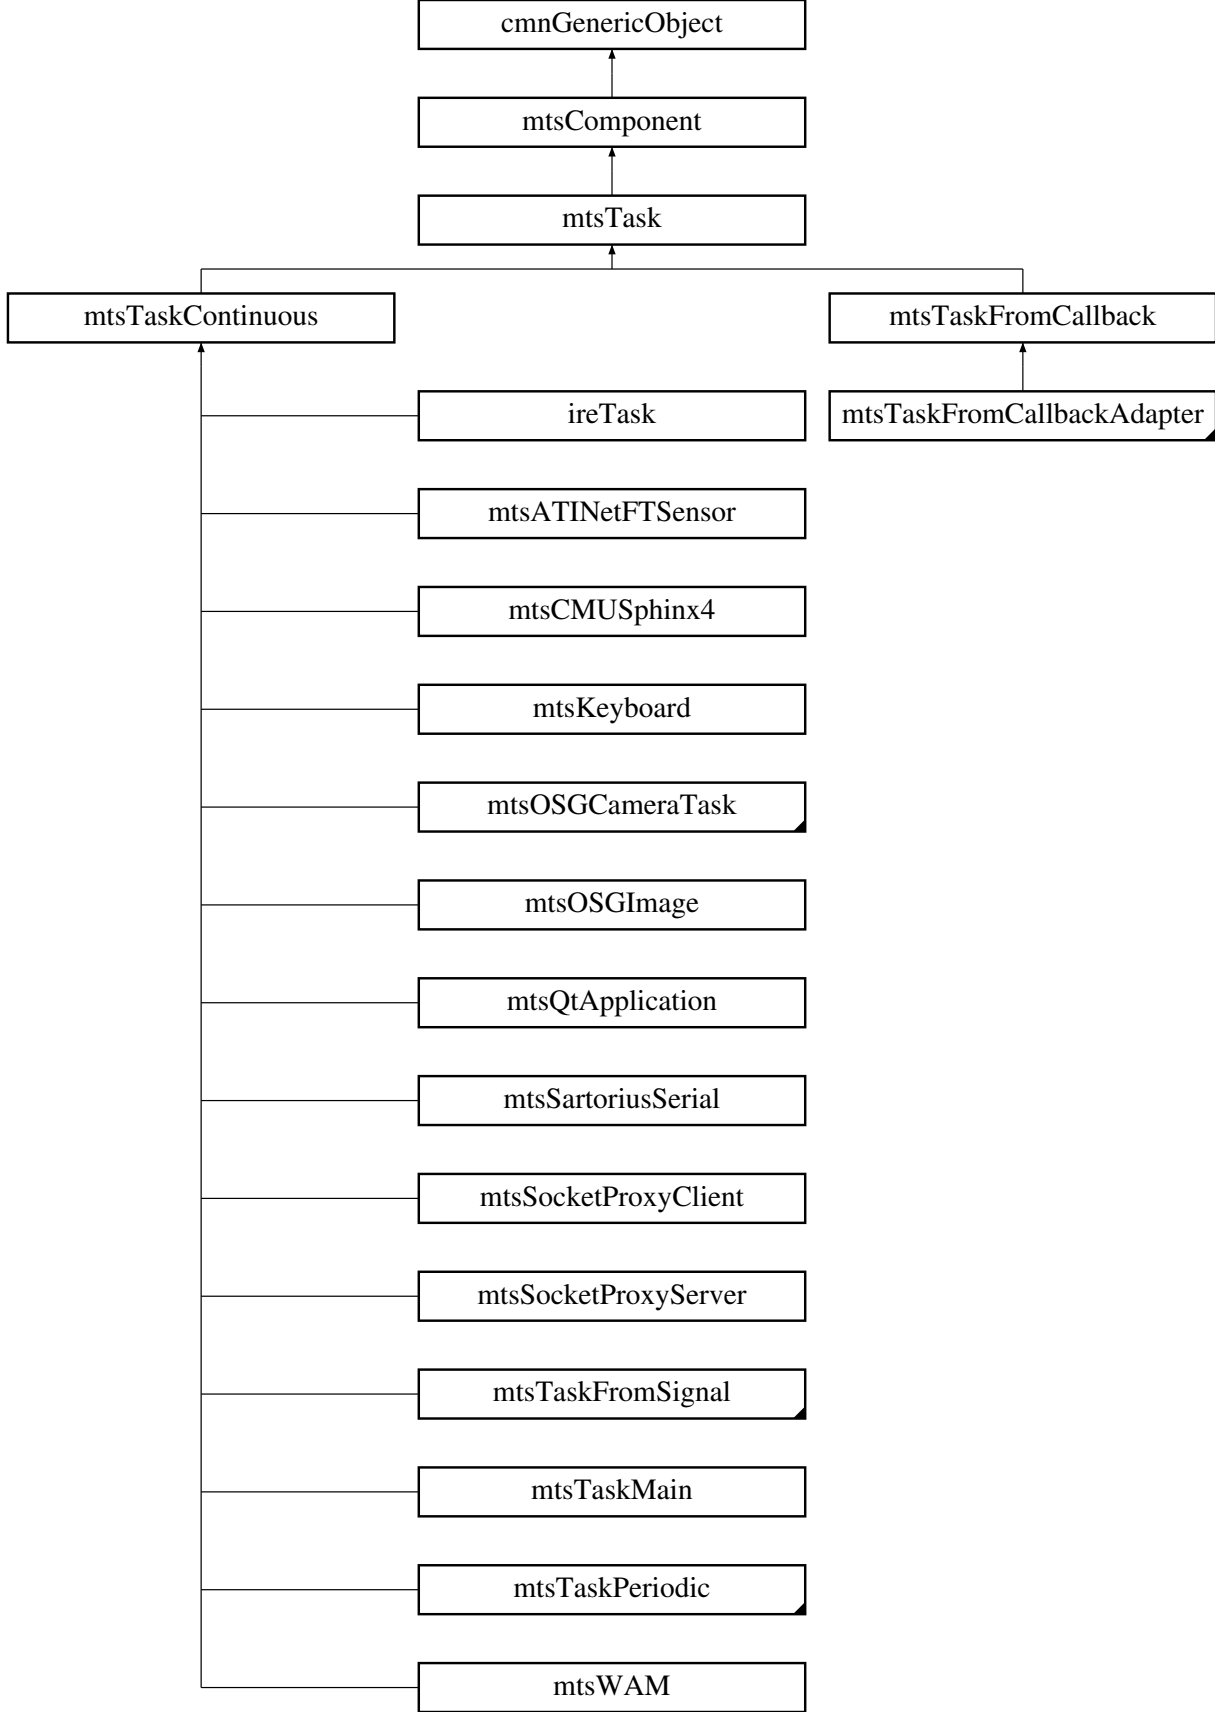 cmnGenericObject
mtsComponent
mtsTask
mtsTaskContinuous
mtsTaskFromCallback
ireTask
mtsTaskFromCallbackAdapter
mtsATINetFTSensor
mtsCMUSphinx4
mtsKeyboard
mtsOSGCameraTask
mtsOSGImage
mtsQtApplication
mtsSartoriusSerial
mtsSocketProxyClient
mtsSocketProxyServer
mtsTaskFromSignal
mtsTaskMain
mtsTaskPeriodic
mtsWAM